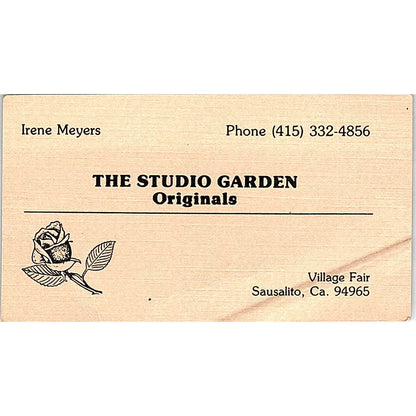 Irene Meyers
Phone (415) 332-4856
THE STUDIO GARDEN
Originals
Village Fair
Sausalito, Ca. 94965